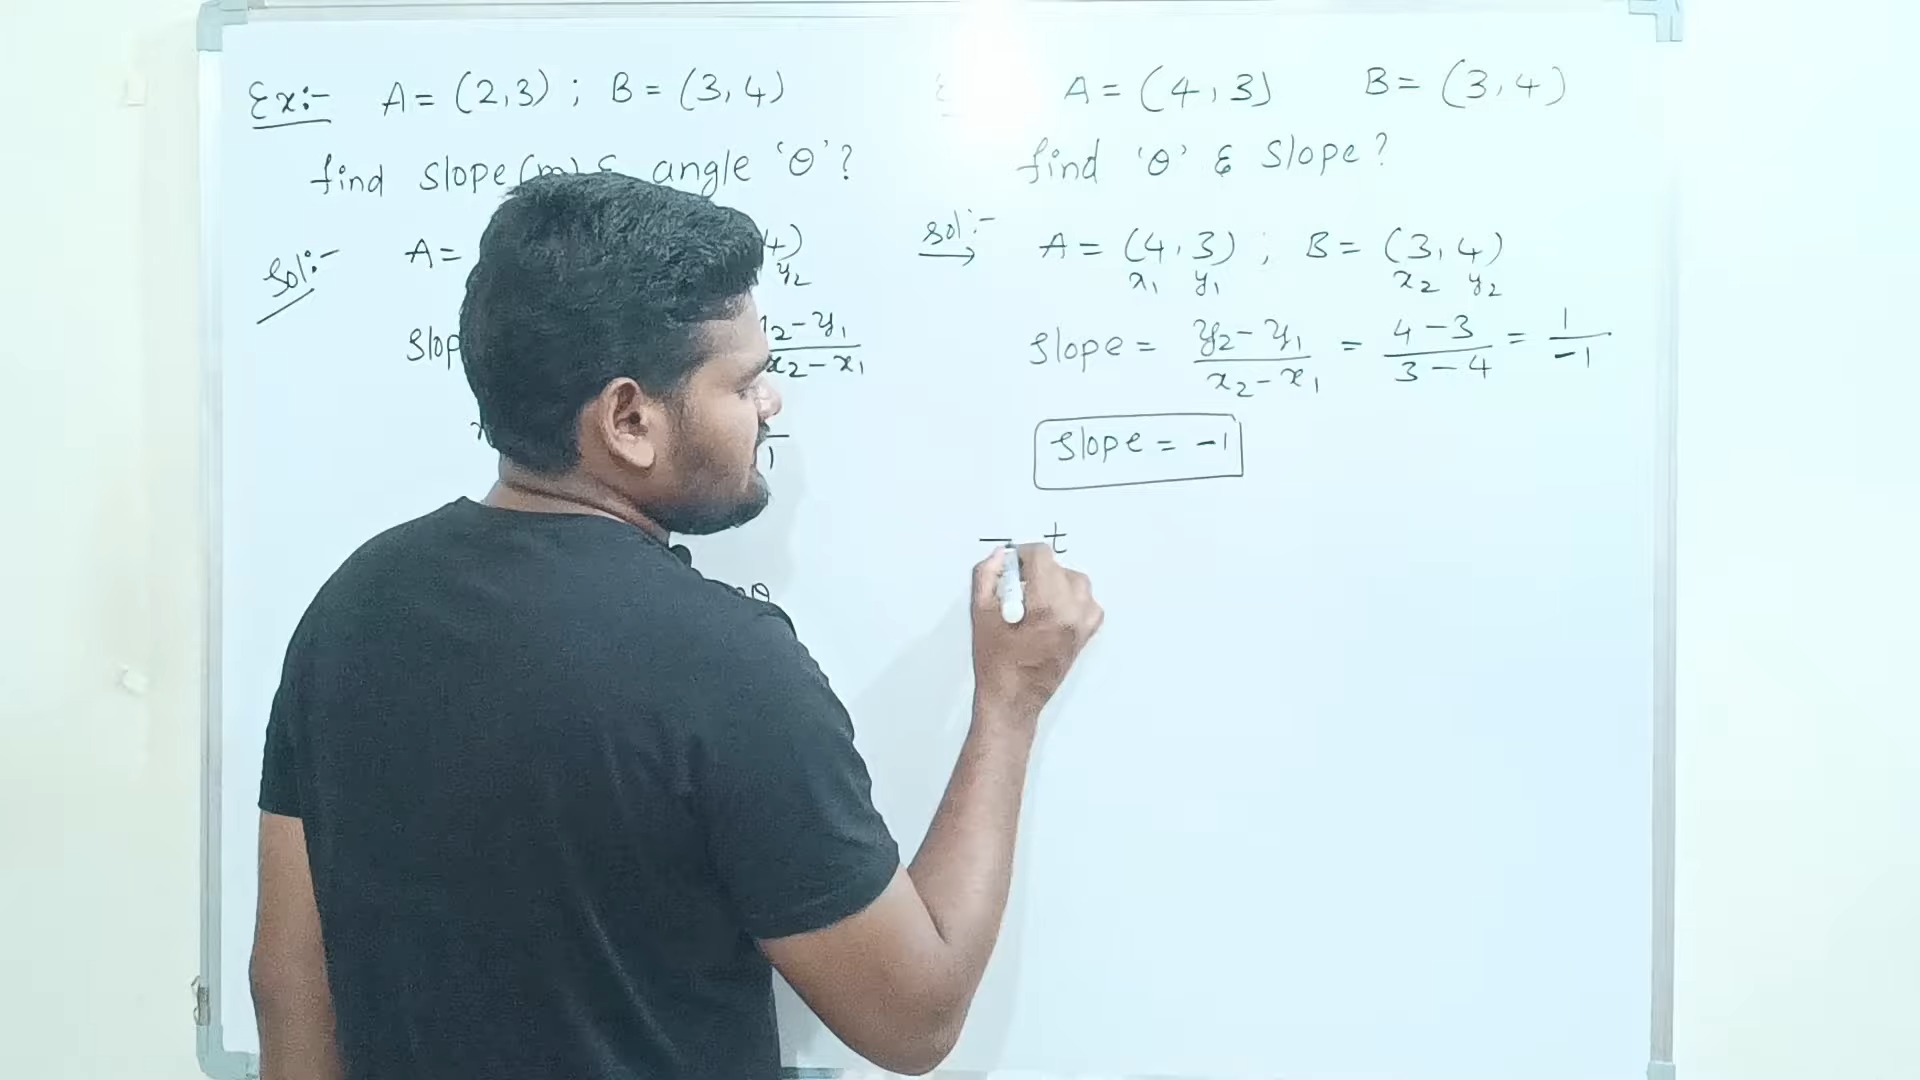 Ex:- A = (2,3) ; B = (3,4)
find slope (m) & angle 'θ' ?
Sol:- A = 4)
y₂
y₂-y₁
x₂-x₁
1
θ
A = (4,3) B = (3,4)
find 'θ' & Slope ?
Sol:- A = (4,3) ; B = (3,4)
x₁ y₁ x₂ y₂
Slope = y₂-y₁ / x₂-x₁ = 4-3 / 3-4 = 1 / -1
Slope = -1
— t